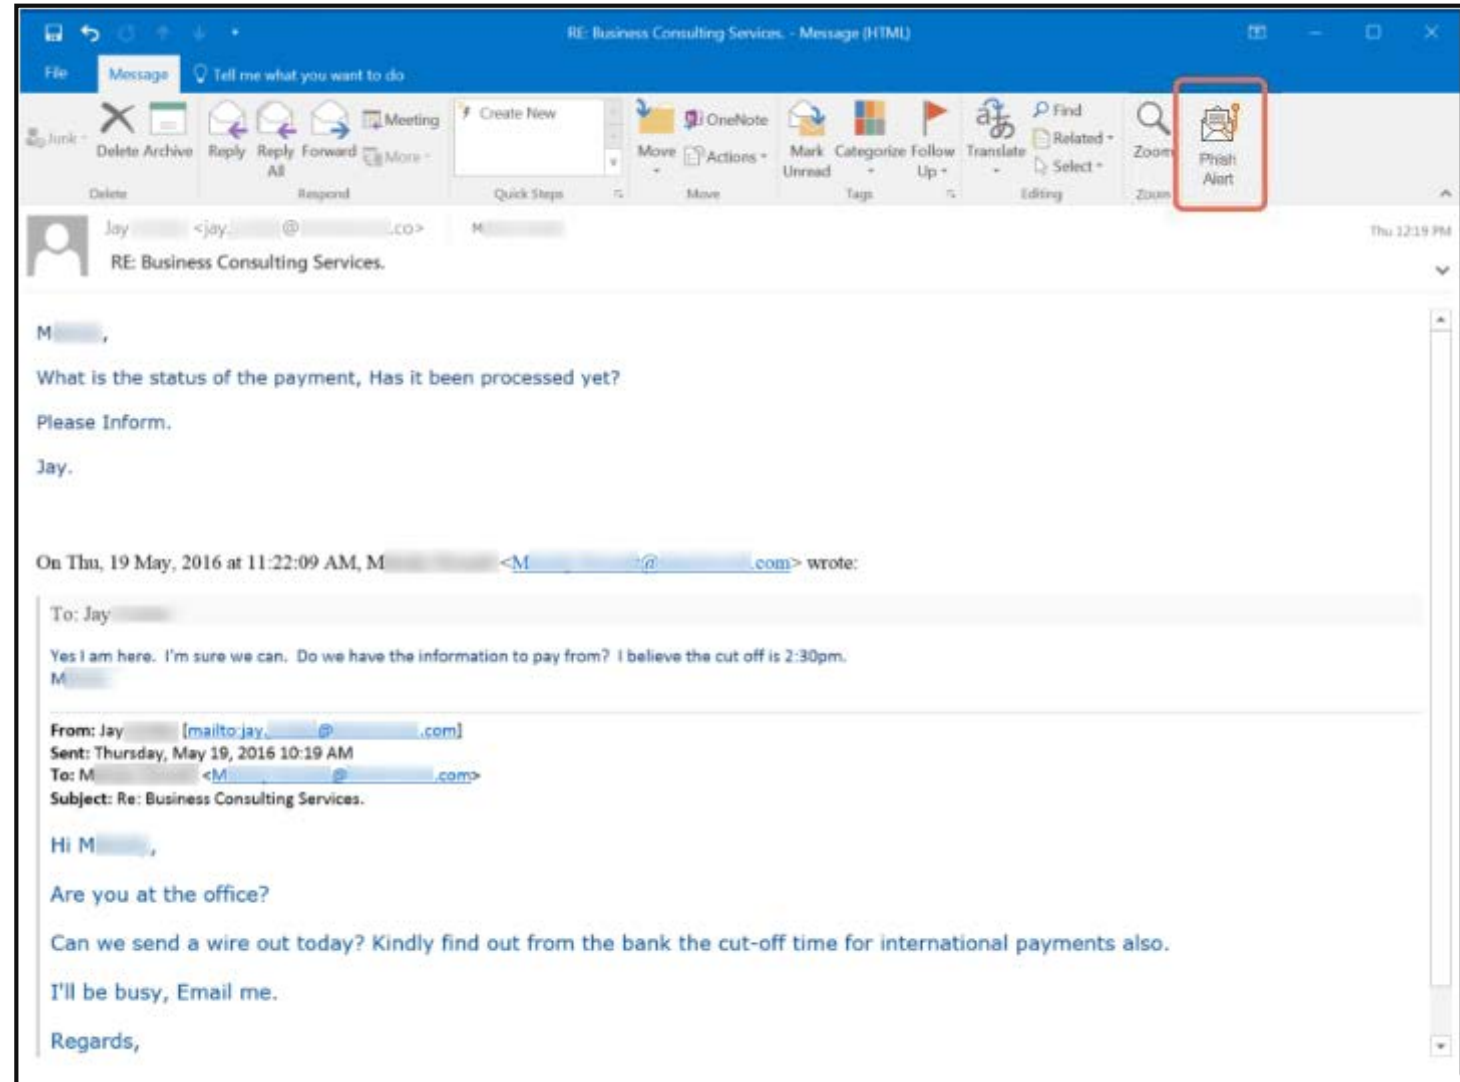 RE: Business Consulting Services. - Message (HTML)
File Message Tell me what you want to do
Junk Delete Archive Reply Reply All Forward Meeting More Create New Move OneNote Actions Mark Unread Categorize Follow Up Translate Find Related Select Zoom Phish Alert
Delete Respond Quick Steps Move Tags Editing Zoom
Jay <jay. @ .co> M Thu 12:19 PM
RE: Business Consulting Services.
M ,
What is the status of the payment, Has it been processed yet?
Please Inform.
Jay.
On Thu, 19 May, 2016 at 11:22:09 AM, M <M @ .com> wrote:
To: Jay
Yes I am here. I'm sure we can. Do we have the information to pay from? I believe the cut off is 2:30pm.
M
From: Jay [mailto:jay. @ .com]
Sent: Thursday, May 19, 2016 10:19 AM
To: M <M @ .com>
Subject: Re: Business Consulting Services.
Hi M ,
Are you at the office?
Can we send a wire out today? Kindly find out from the bank the cut-off time for international payments also.
I'll be busy, Email me.
Regards,